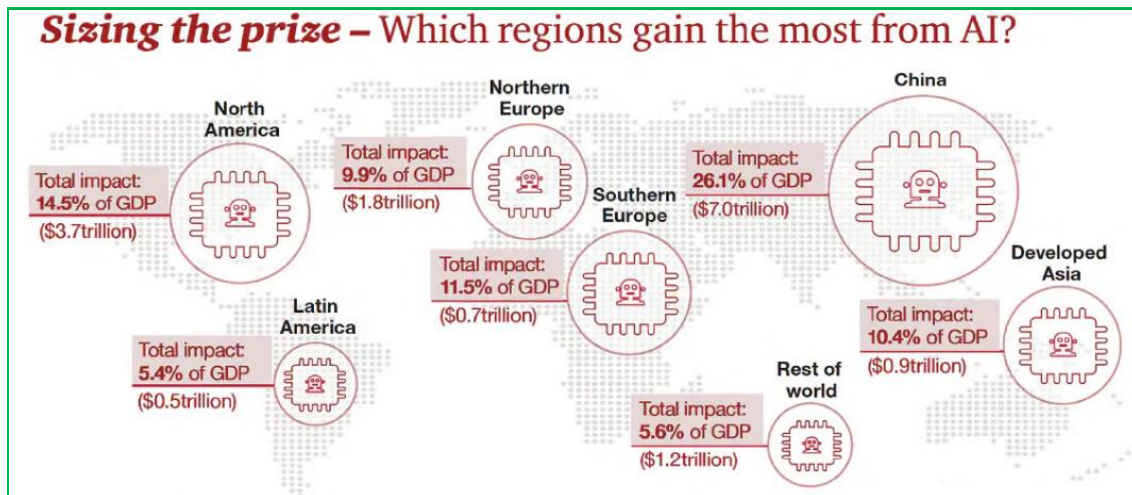 Sizing the prize – Which regions gain the most from AI?
North
America
Total impact:
14.5% of GDP
($3.7trillion)
Northern
Europe
Total impact:
9.9% of GDP
($1.8trillion)
China
Total impact:
26.1% of GDP
($7.0trillion)
Southern
Europe
Total impact:
11.5% of GDP
($0.7trillion)
Developed
Asia
Total impact:
10.4% of GDP
($0.9trillion)
Latin
America
Total impact:
5.4% of GDP
($0.5trillion)
Rest of
world
Total impact:
5.6% of GDP
($1.2trillion)